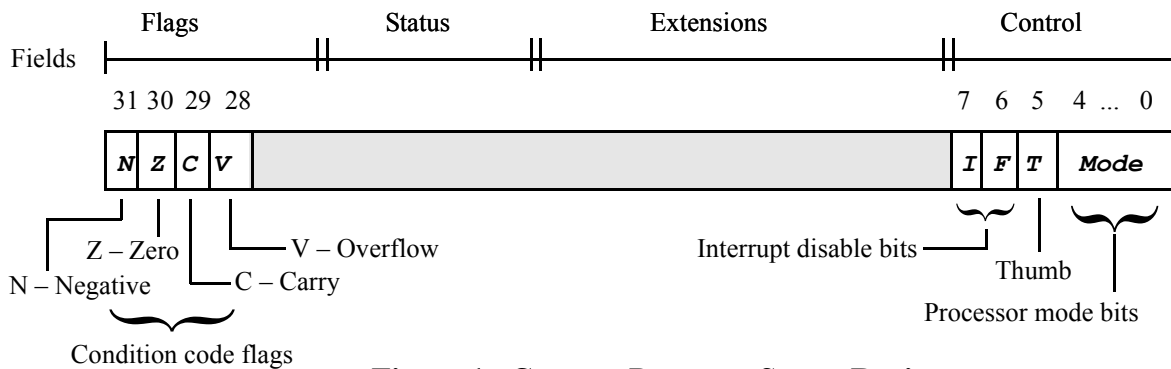 Flags Status Extensions Control
Fields
31 30 29 28 7 6 5 4 ... 0
N Z C V I F T Mode
Z – Zero V – Overflow Interrupt disable bits
Thumb
N – Negative C – Carry
Processor mode bits
Condition code flags